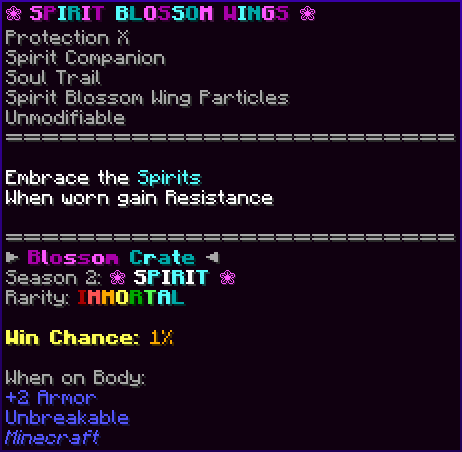 ❀ SPIRIT BLOSSOM WINGS ❀
Protection X
Spirit Companion
Soul Trail
Spirit Blossom Wing Particles
Unmodifiable
=========================
Embrace the Spirits
When worn gain Resistance
=========================
► Blossom Crate ◄
Season 2: ❀ SPIRIT ❀
Rarity: IMMORTAL
Win Chance: 1%
When on Body:
+2 Armor
Unbreakable
Minecraft